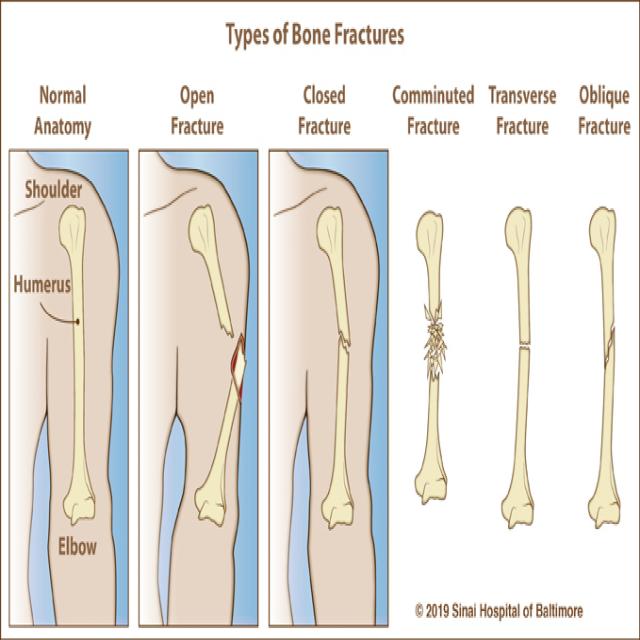 Types of Bone Fractures
Normal
Anatomy
Open
Fracture
Closed
Fracture
Comminuted
Fracture
Transverse
Fracture
Oblique
Fracture
Shoulder
Humerus
Elbow
© 2019 Sinai Hospital of Baltimore